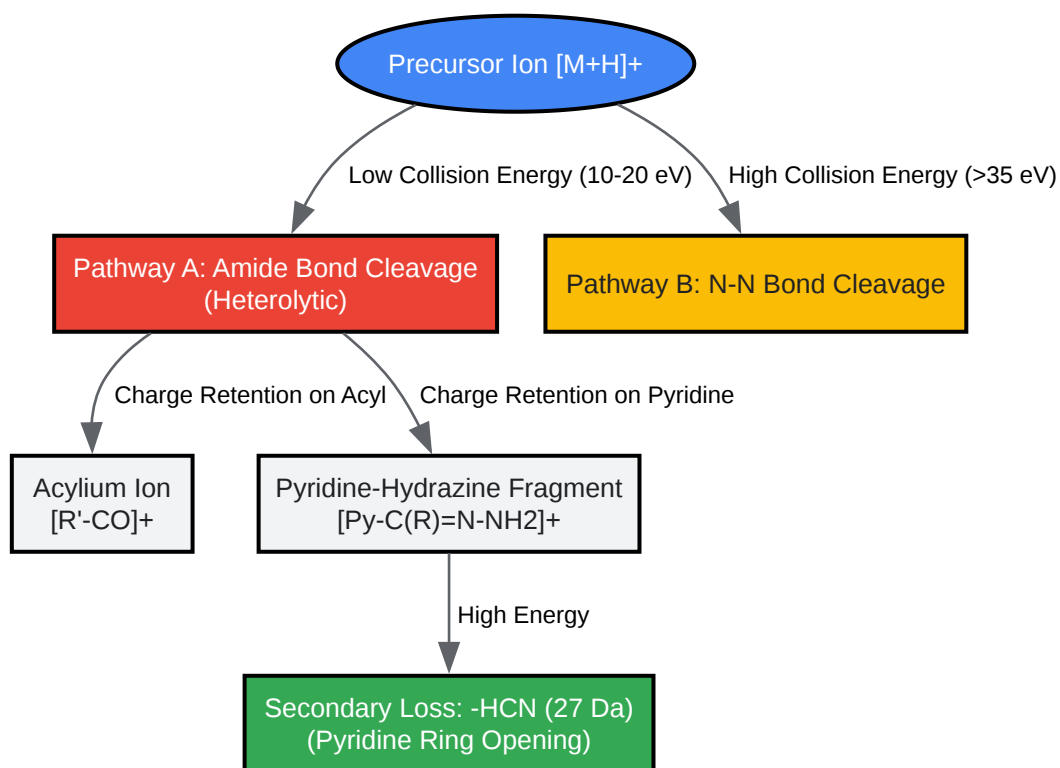 Precursor Ion [M+H]+
Low Collision Energy (10-20 eV)
High Collision Energy (>35 eV)
Pathway A: Amide Bond Cleavage
(Heterolytic)
Pathway B: N-N Bond Cleavage
Charge Retention on Acyl
Charge Retention on Pyridine
Acylium Ion
[R'-CO]+
Pyridine-Hydrazine Fragment
[Py-C(R)=N-NH2]+
High Energy
Secondary Loss: -HCN (27 Da)
(Pyridine Ring Opening)